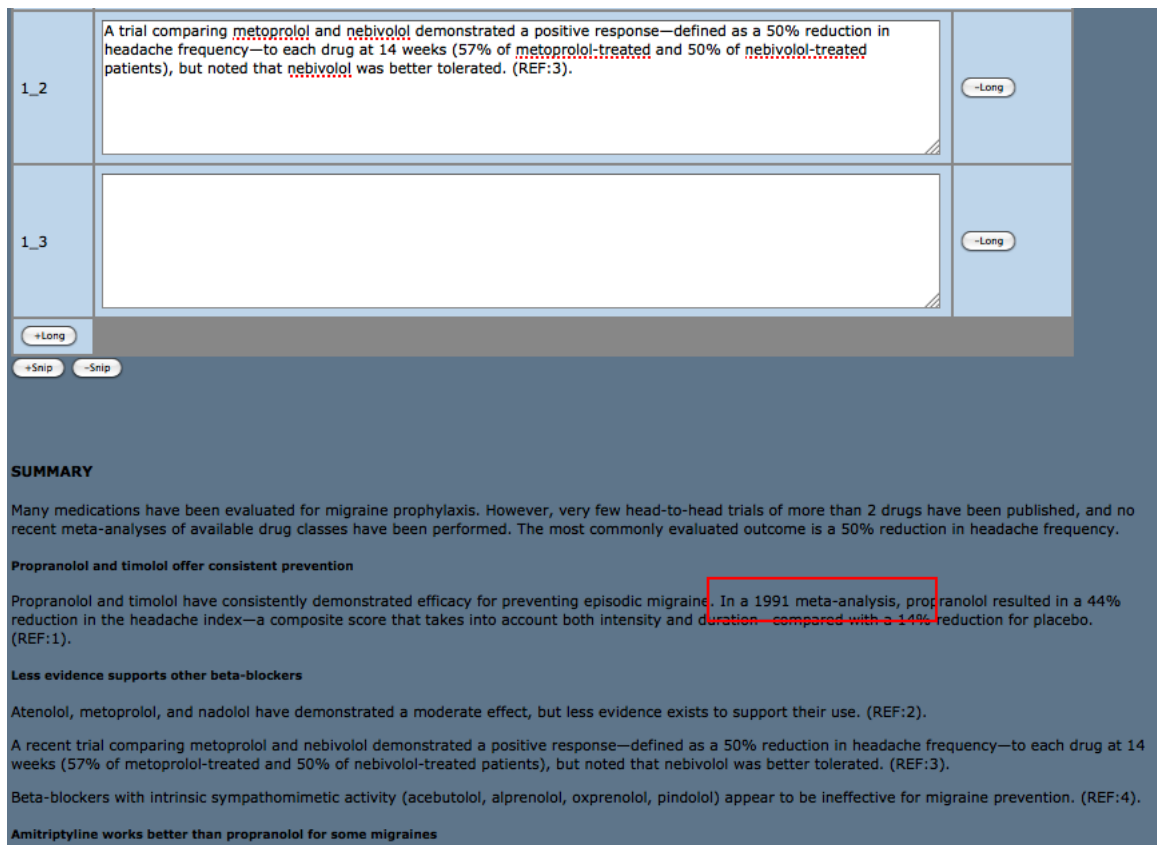 A trial comparing metoprolol and nebivolol demonstrated a positive response—defined as a 50% reduction in
headache frequency—to each drug at 14 weeks (57% of metoprolol-treated and 50% of nebivolol-treated
patients), but noted that nebivolol was better tolerated. (REF:3).
1_2
-Long
1_3
-Long
+Long
+Snip -Snip
SUMMARY
Many medications have been evaluated for migraine prophylaxis. However, very few head-to-head trials of more than 2 drugs have been published, and no
recent meta-analyses of available drug classes have been performed. The most commonly evaluated outcome is a 50% reduction in headache frequency.
Propranolol and timolol offer consistent prevention
Propranolol and timolol have consistently demonstrated efficacy for preventing episodic migraine. In a 1991 meta-analysis, propranolol resulted in a 44%
reduction in the headache index—a composite score that takes into account both intensity and duration—compared with a 14% reduction for placebo.
(REF:1).
Less evidence supports other beta-blockers
Atenolol, metoprolol, and nadolol have demonstrated a moderate effect, but less evidence exists to support their use. (REF:2).
A recent trial comparing metoprolol and nebivolol demonstrated a positive response—defined as a 50% reduction in headache frequency—to each drug at 14
weeks (57% of metoprolol-treated and 50% of nebivolol-treated patients), but noted that nebivolol was better tolerated. (REF:3).
Beta-blockers with intrinsic sympathomimetic activity (acebutolol, alprenolol, oxprenolol, pindolol) appear to be ineffective for migraine prevention. (REF:4).
Amitriptyline works better than propranolol for some migraines